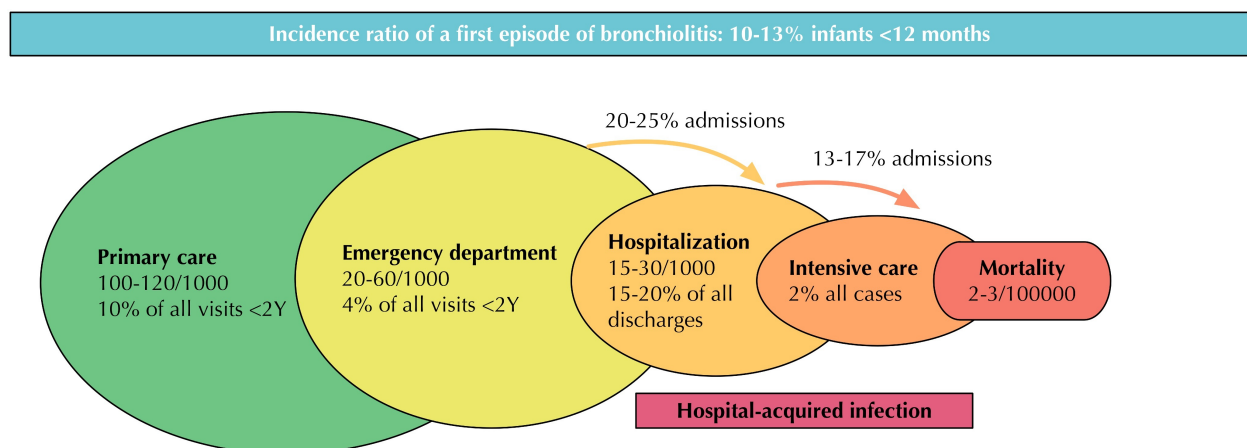 Incidence ratio of a first episode of bronchiolitis: 10-13% infants <12 months
20-25% admissions
13-17% admissions
Primary care
100-120/1000
10% of all visits <2Y
Emergency department
20-60/1000
4% of all visits <2Y
Hospitalization
15-30/1000
15-20% of all
discharges
Intensive care
2% all cases
Mortality
2-3/100000
Hospital-acquired infection